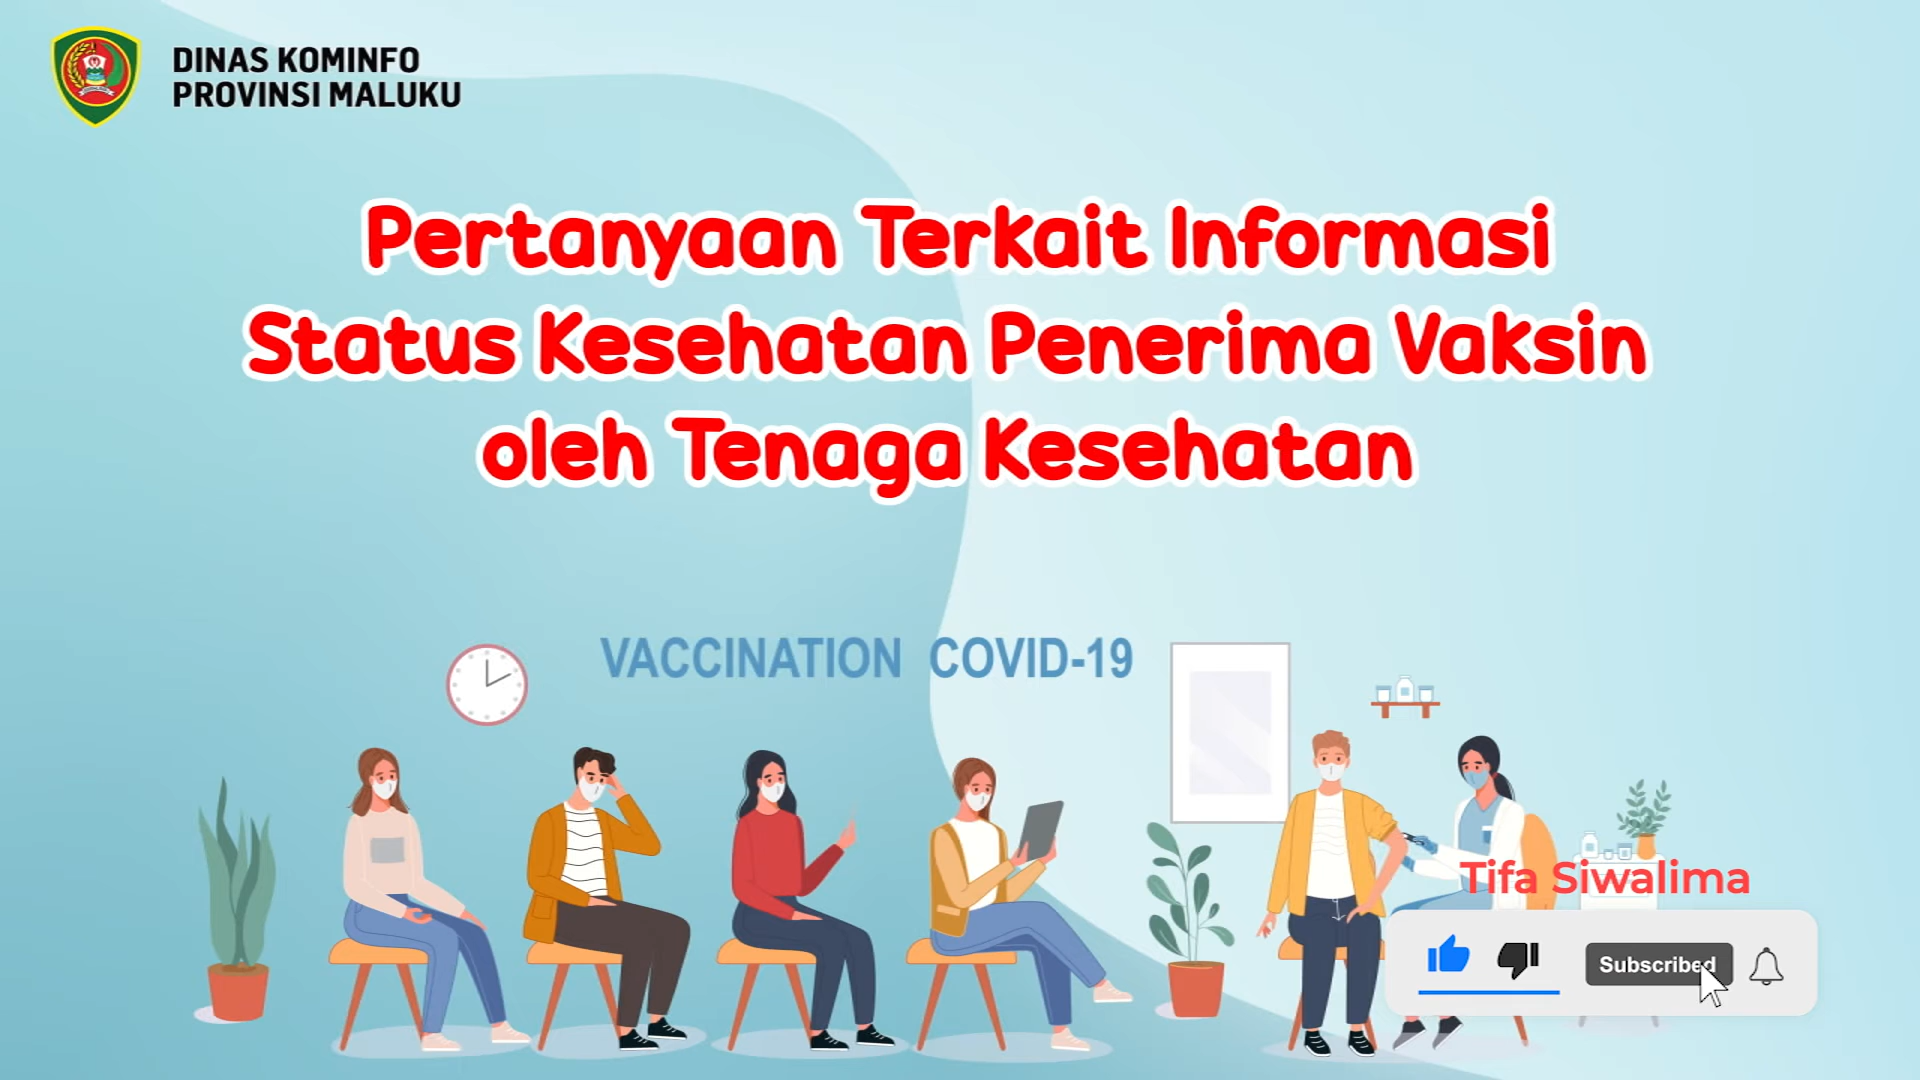 DINAS KOMINFO
PROVINSI MALUKU
Pertanyaan Terkait Informasi
Status Kesehatan Penerima Vaksin
oleh Tenaga Kesehatan
VACCINATION COVID-19
Tifa Siwalima
Subscribed